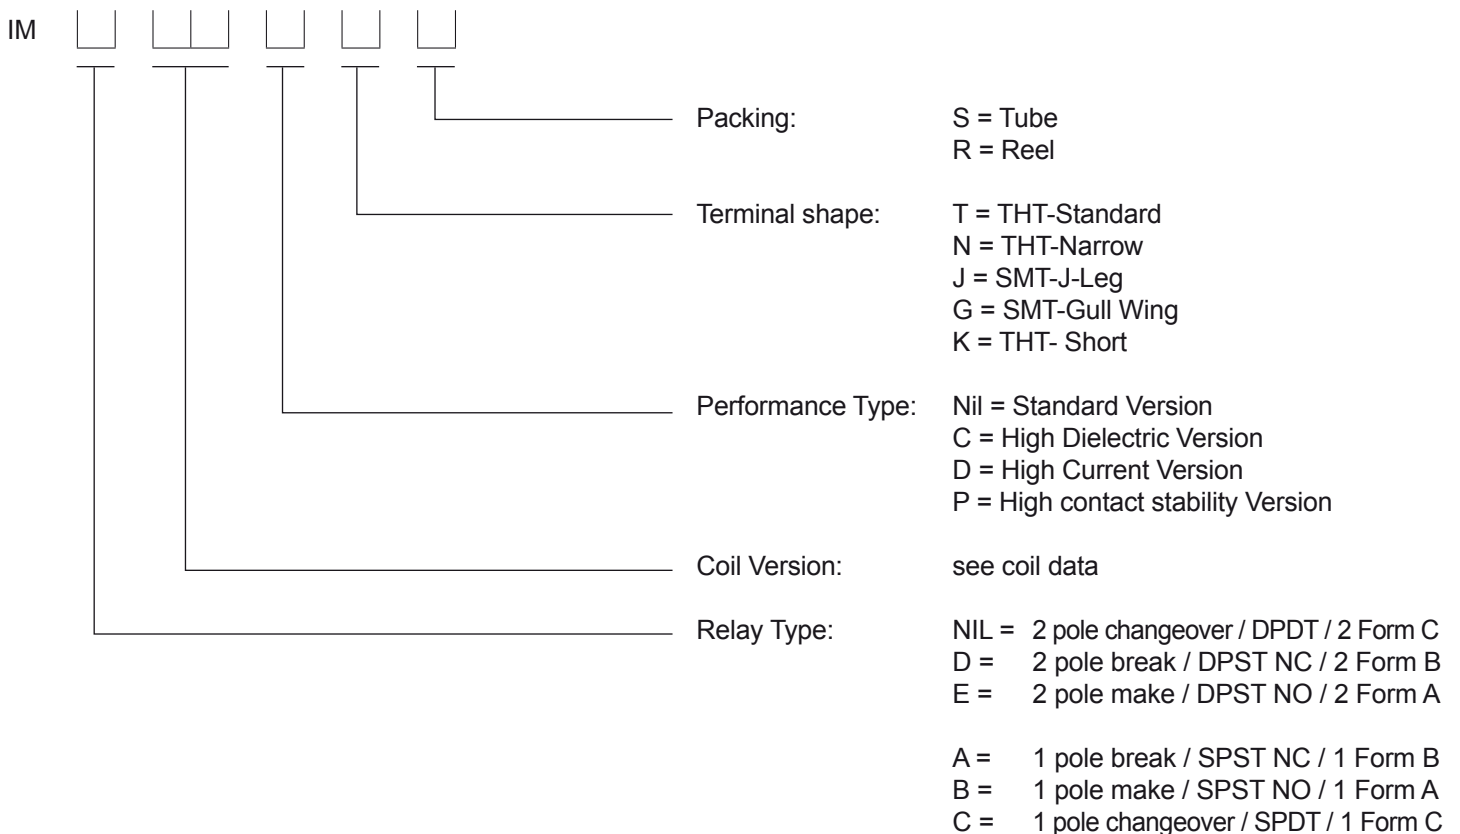 IM
Packing: S = Tube
R = Reel
Terminal shape: T = THT-Standard
N = THT-Narrow
J = SMT-J-Leg
G = SMT-Gull Wing
K = THT- Short
Performance Type: Nil = Standard Version
C = High Dielectric Version
D = High Current Version
P = High contact stability Version
Coil Version: see coil data
Relay Type: NIL = 2 pole changeover / DPDT / 2 Form C
D = 2 pole break / DPST NC / 2 Form B
E = 2 pole make / DPST NO / 2 Form A
A = 1 pole break / SPST NC / 1 Form B
B = 1 pole make / SPST NO / 1 Form A
C = 1 pole changeover / SPDT / 1 Form C